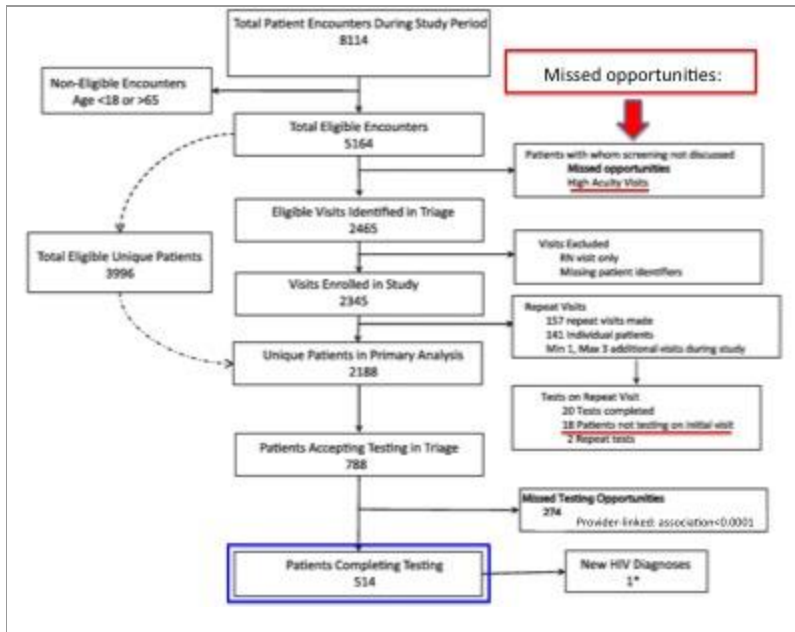 Total Patient Encounters During Study Period
8114
Missed opportunities:
Non-Eligible Encounters
Age <18 or >65
Total Eligible Encounters
5164
Patients with whom screening not discussed
Missed opportunities
High Acuity Visits
Eligible Visits Identified in Triage
2465
Total Eligible Unique Patients
3996
Visits Excluded
RN visit only
Missing patient identifiers
Visits Enrolled in Study
2345
Repeat Visits
157 repeat visits made
141 Individual patients
Min 1, Max 3 additional visits during study
Unique Patients in Primary Analysis
2188
Tests on Repeat Visit
20 Tests completed
18 Patients not testing on initial visit
2 Repeat tests
Patients Accepting Testing in Triage
788
Missed Testing Opportunities
274
Provider-linked: association<0.0001
Patients Completing Testing
514
New HIV Diagnoses
1*